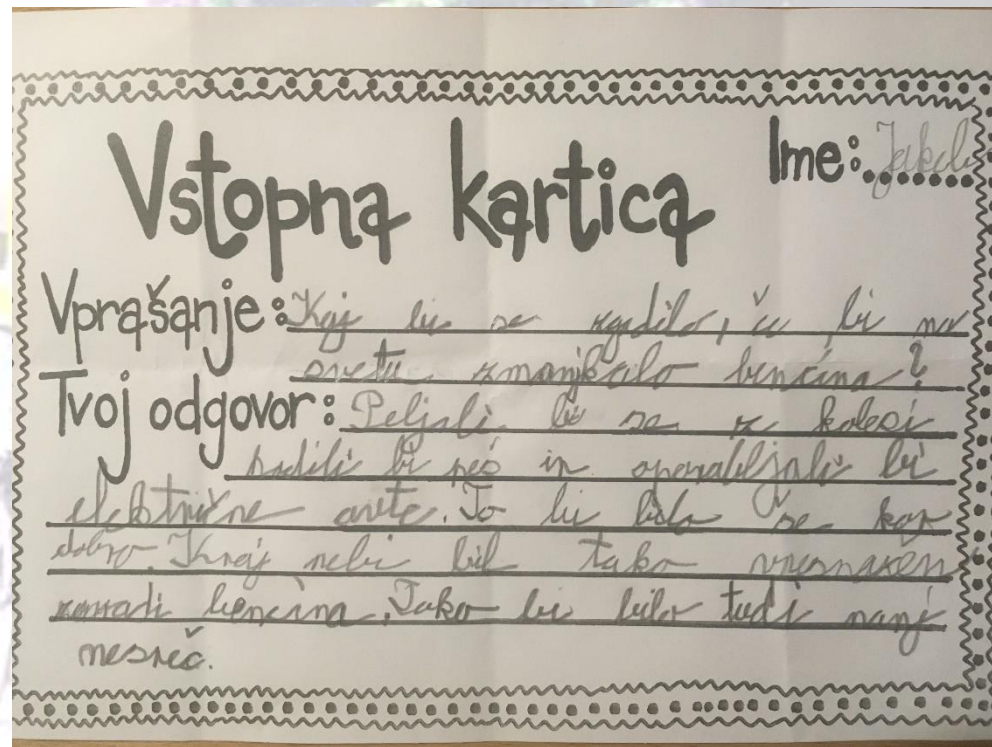 Vstopna kartica
Ime: Jakob
Vprašanje: Kaj bi se zgodilo, če bi na
svetu zmanjkalo bencina?
Tvoj odgovor: Peljali bi se s kolesi
hodili bi peš in uporabljali bi
električne avte. To bi bilo še kar
dobro. Kraj nebi bil tako onesnažen
zaradi bencina. Tako bi bilo tudi manj
nesreč.